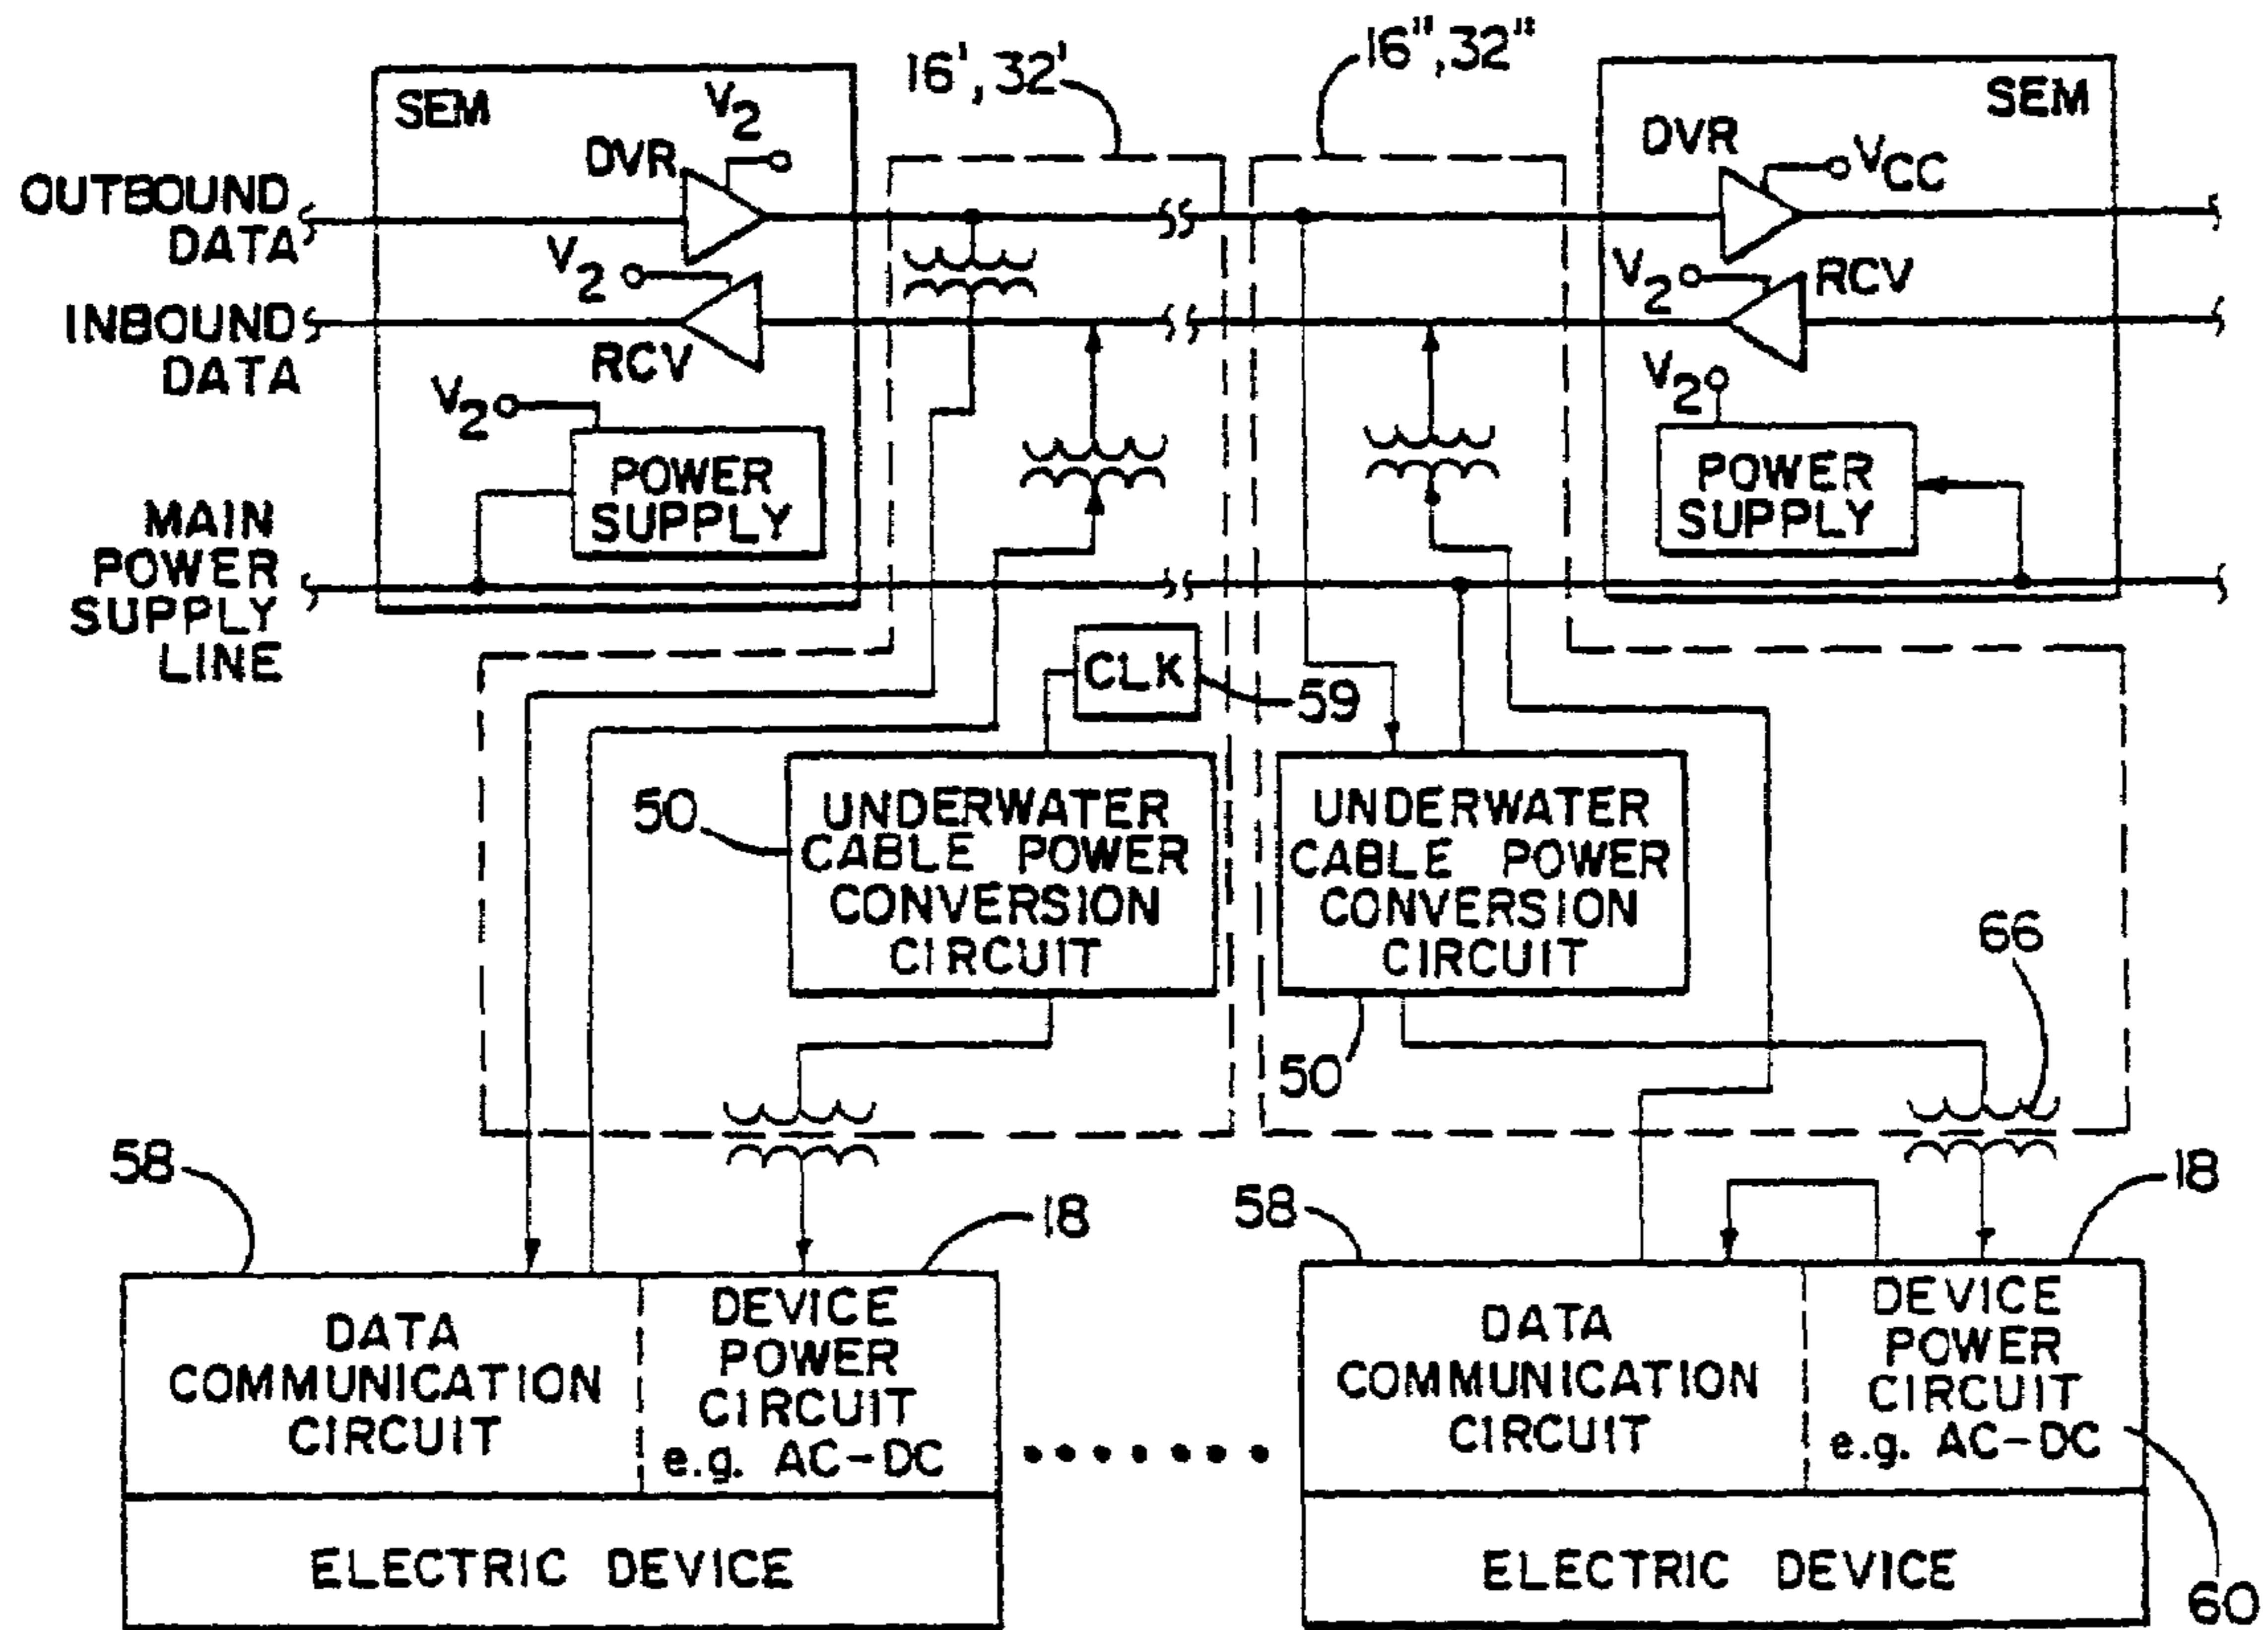 16', 32'
16", 32"
SEM
V2
DVR
SEM
DVR
VCC
OUTBOUND
DATA
V2
V2
RCV
INBOUND
DATA
RCV
V2
V2
POWER
SUPPLY
POWER
SUPPLY
MAIN
POWER
SUPPLY
LINE
CLK
59
50
UNDERWATER
CABLE POWER
CONVERSION
CIRCUIT
UNDERWATER
CABLE POWER
CONVERSION
CIRCUIT
66
50
58
18
58
18
DATA
COMMUNICATION
CIRCUIT
DEVICE
POWER
CIRCUIT
e.g. AC-DC
DATA
COMMUNICATION
CIRCUIT
DEVICE
POWER
CIRCUIT
e.g. AC-DC
ELECTRIC DEVICE
ELECTRIC DEVICE
60